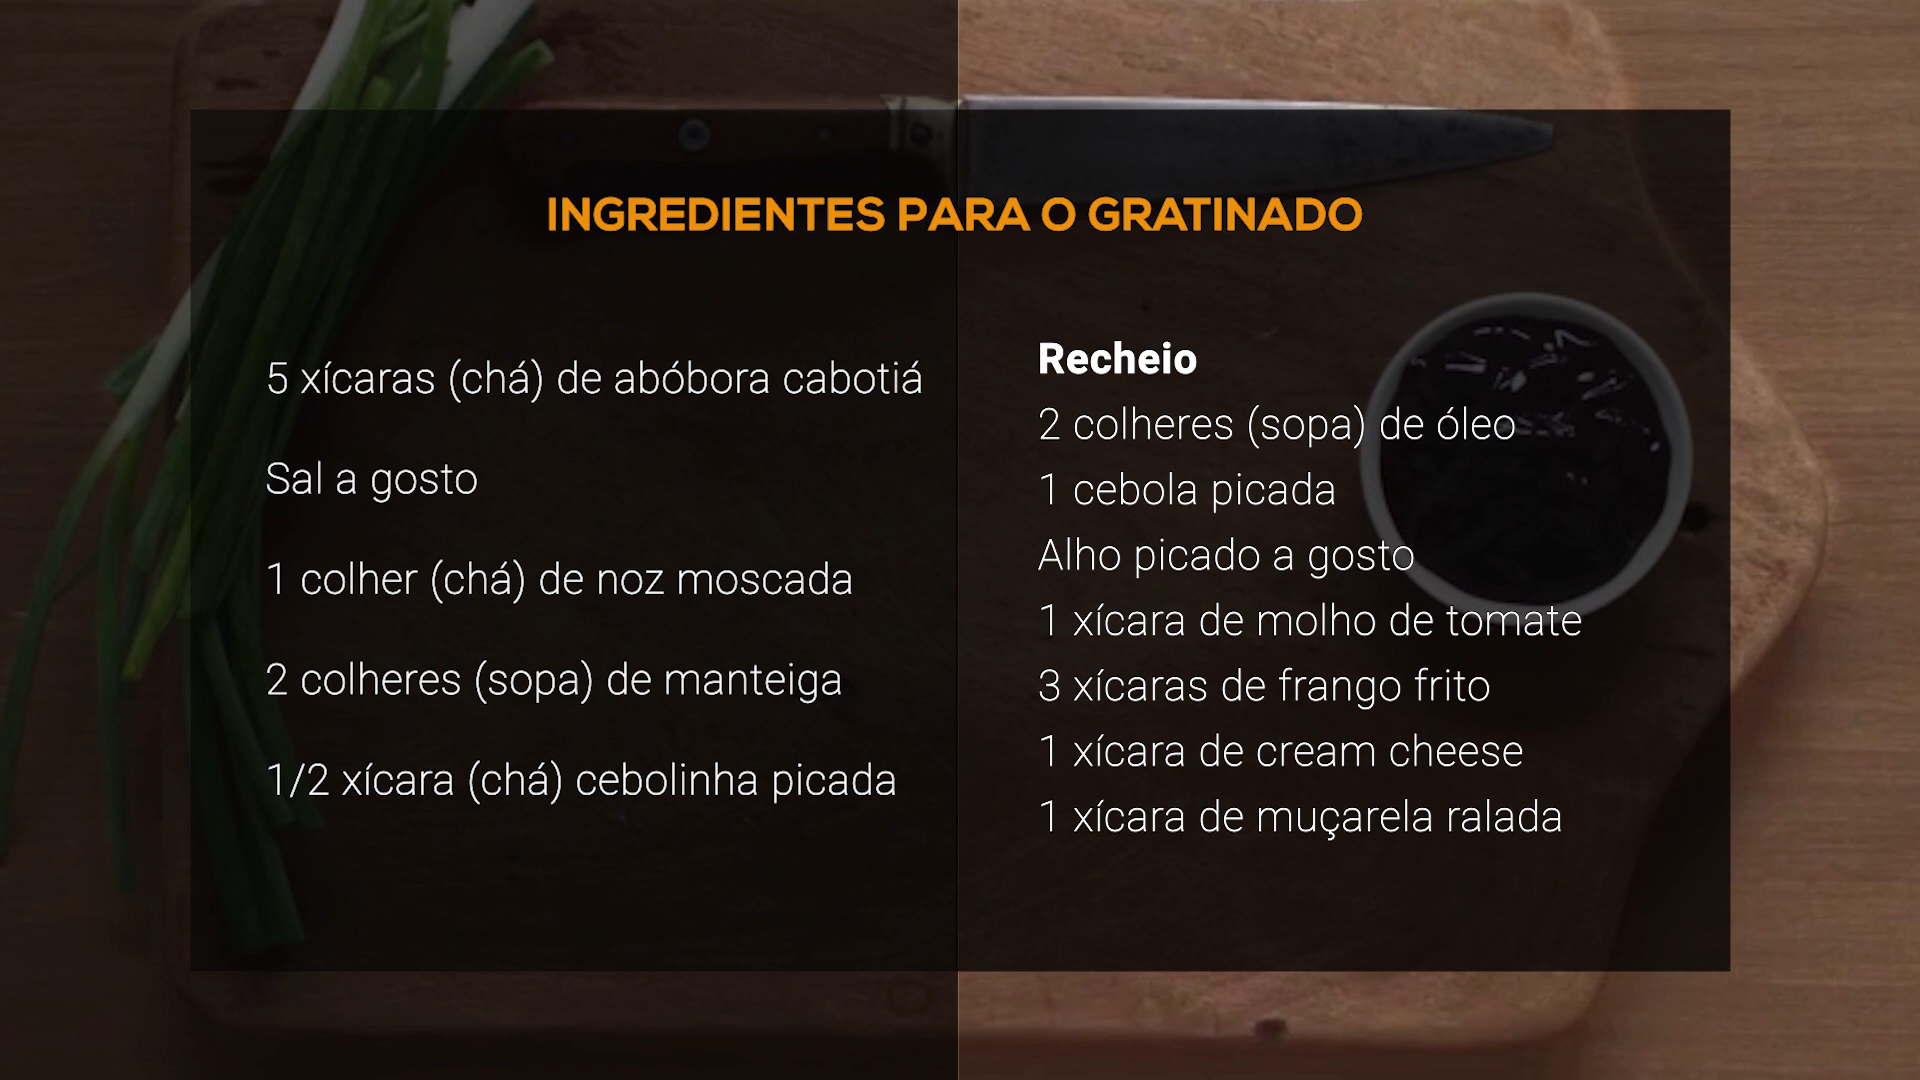 INGREDIENTES PARA O GRATINADO
5 xícaras (chá) de abóbora cabotiá
Sal a gosto
1 colher (chá) de noz moscada
2 colheres (sopa) de manteiga
1/2 xícara (chá) cebolinha picada
Recheio
2 colheres (sopa) de óleo
1 cebola picada
Alho picado a gosto
1 xícara de molho de tomate
3 xícaras de frango frito
1 xícara de cream cheese
1 xícara de muçarela ralada